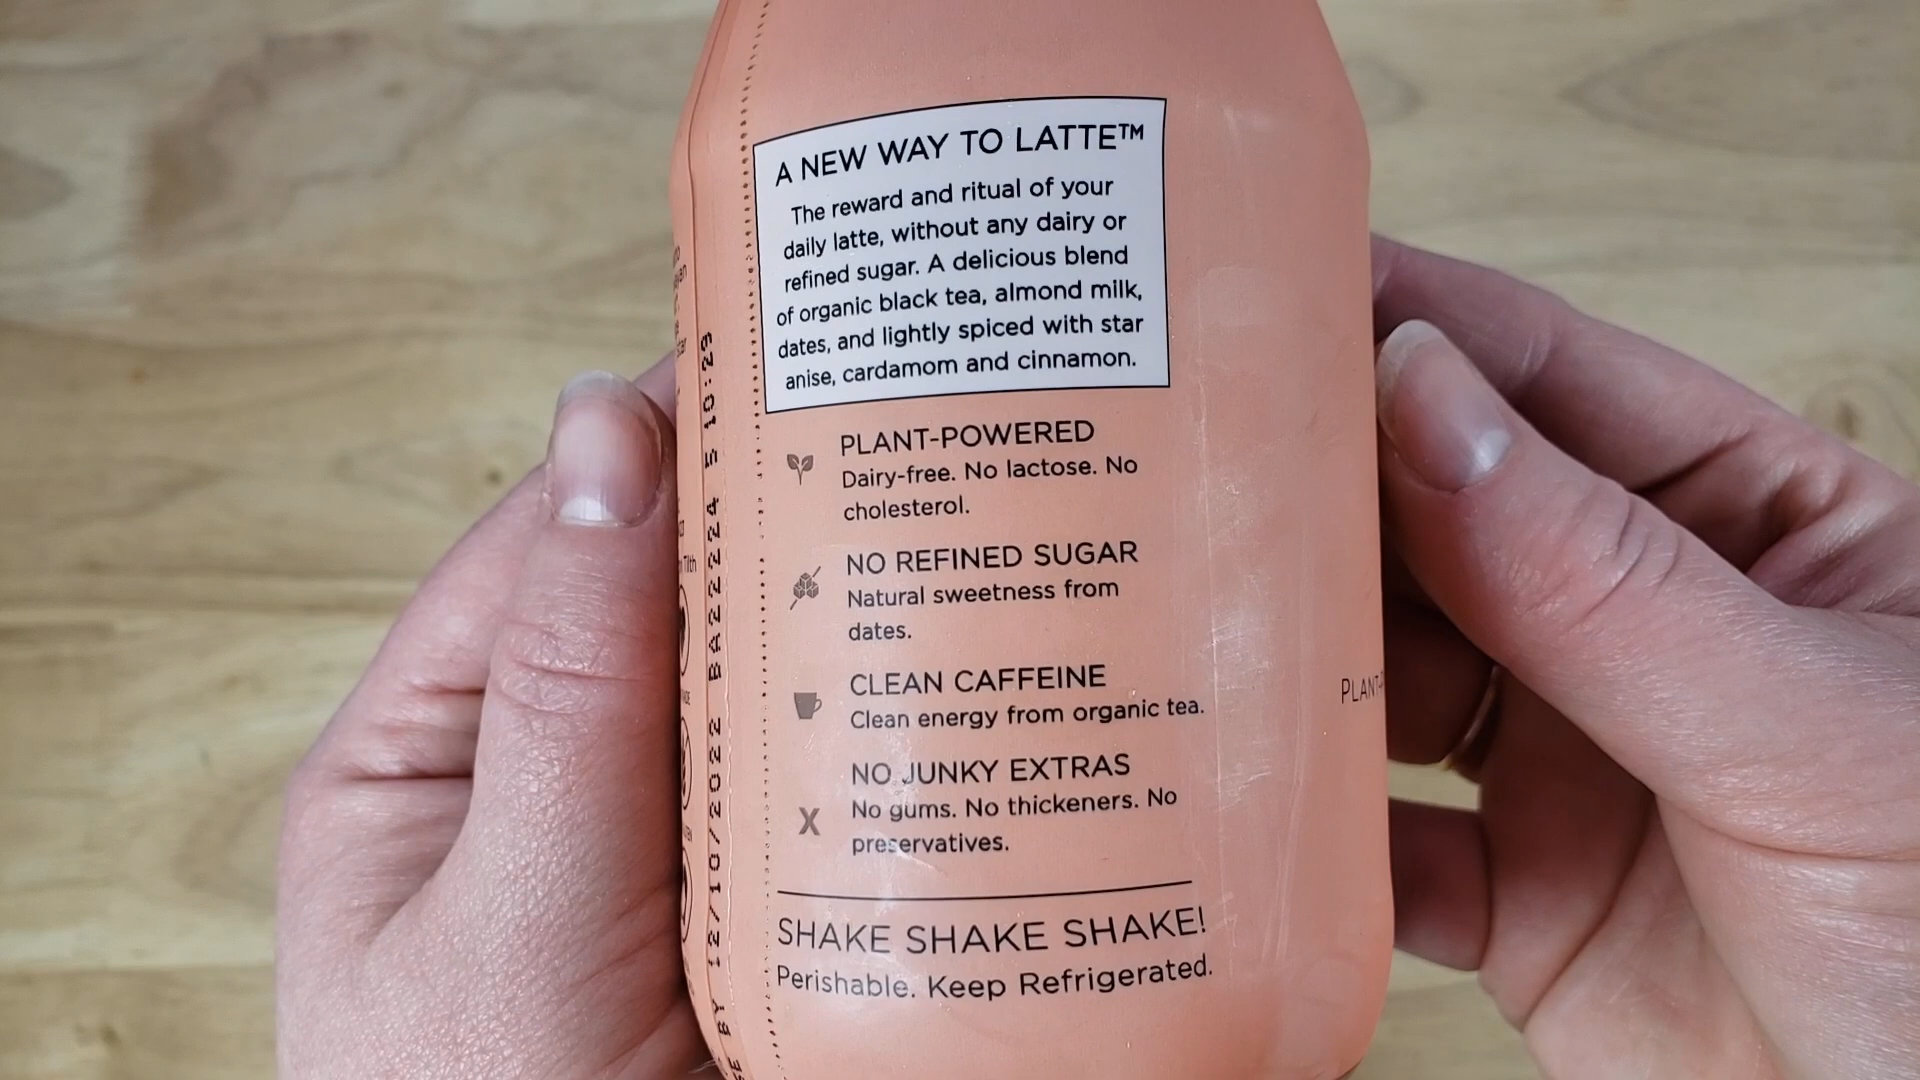 A NEW WAY TO LATTE™
The reward and ritual of your
daily latte, without any dairy or
refined sugar. A delicious blend
of organic black tea, almond milk,
dates, and lightly spiced with star
anise, cardamom and cinnamon.
PLANT-POWERED
Dairy-free. No lactose. No
cholesterol.
NO REFINED SUGAR
Natural sweetness from
dates.
CLEAN CAFFEINE
Clean energy from organic tea.
X
NO JUNKY EXTRAS
No gums. No thickeners. No
preservatives.
SHAKE SHAKE SHAKE!
Perishable. Keep Refrigerated.
BY 12/10/2022 BA222224 5 10:29
Tilth
star
PLANT-